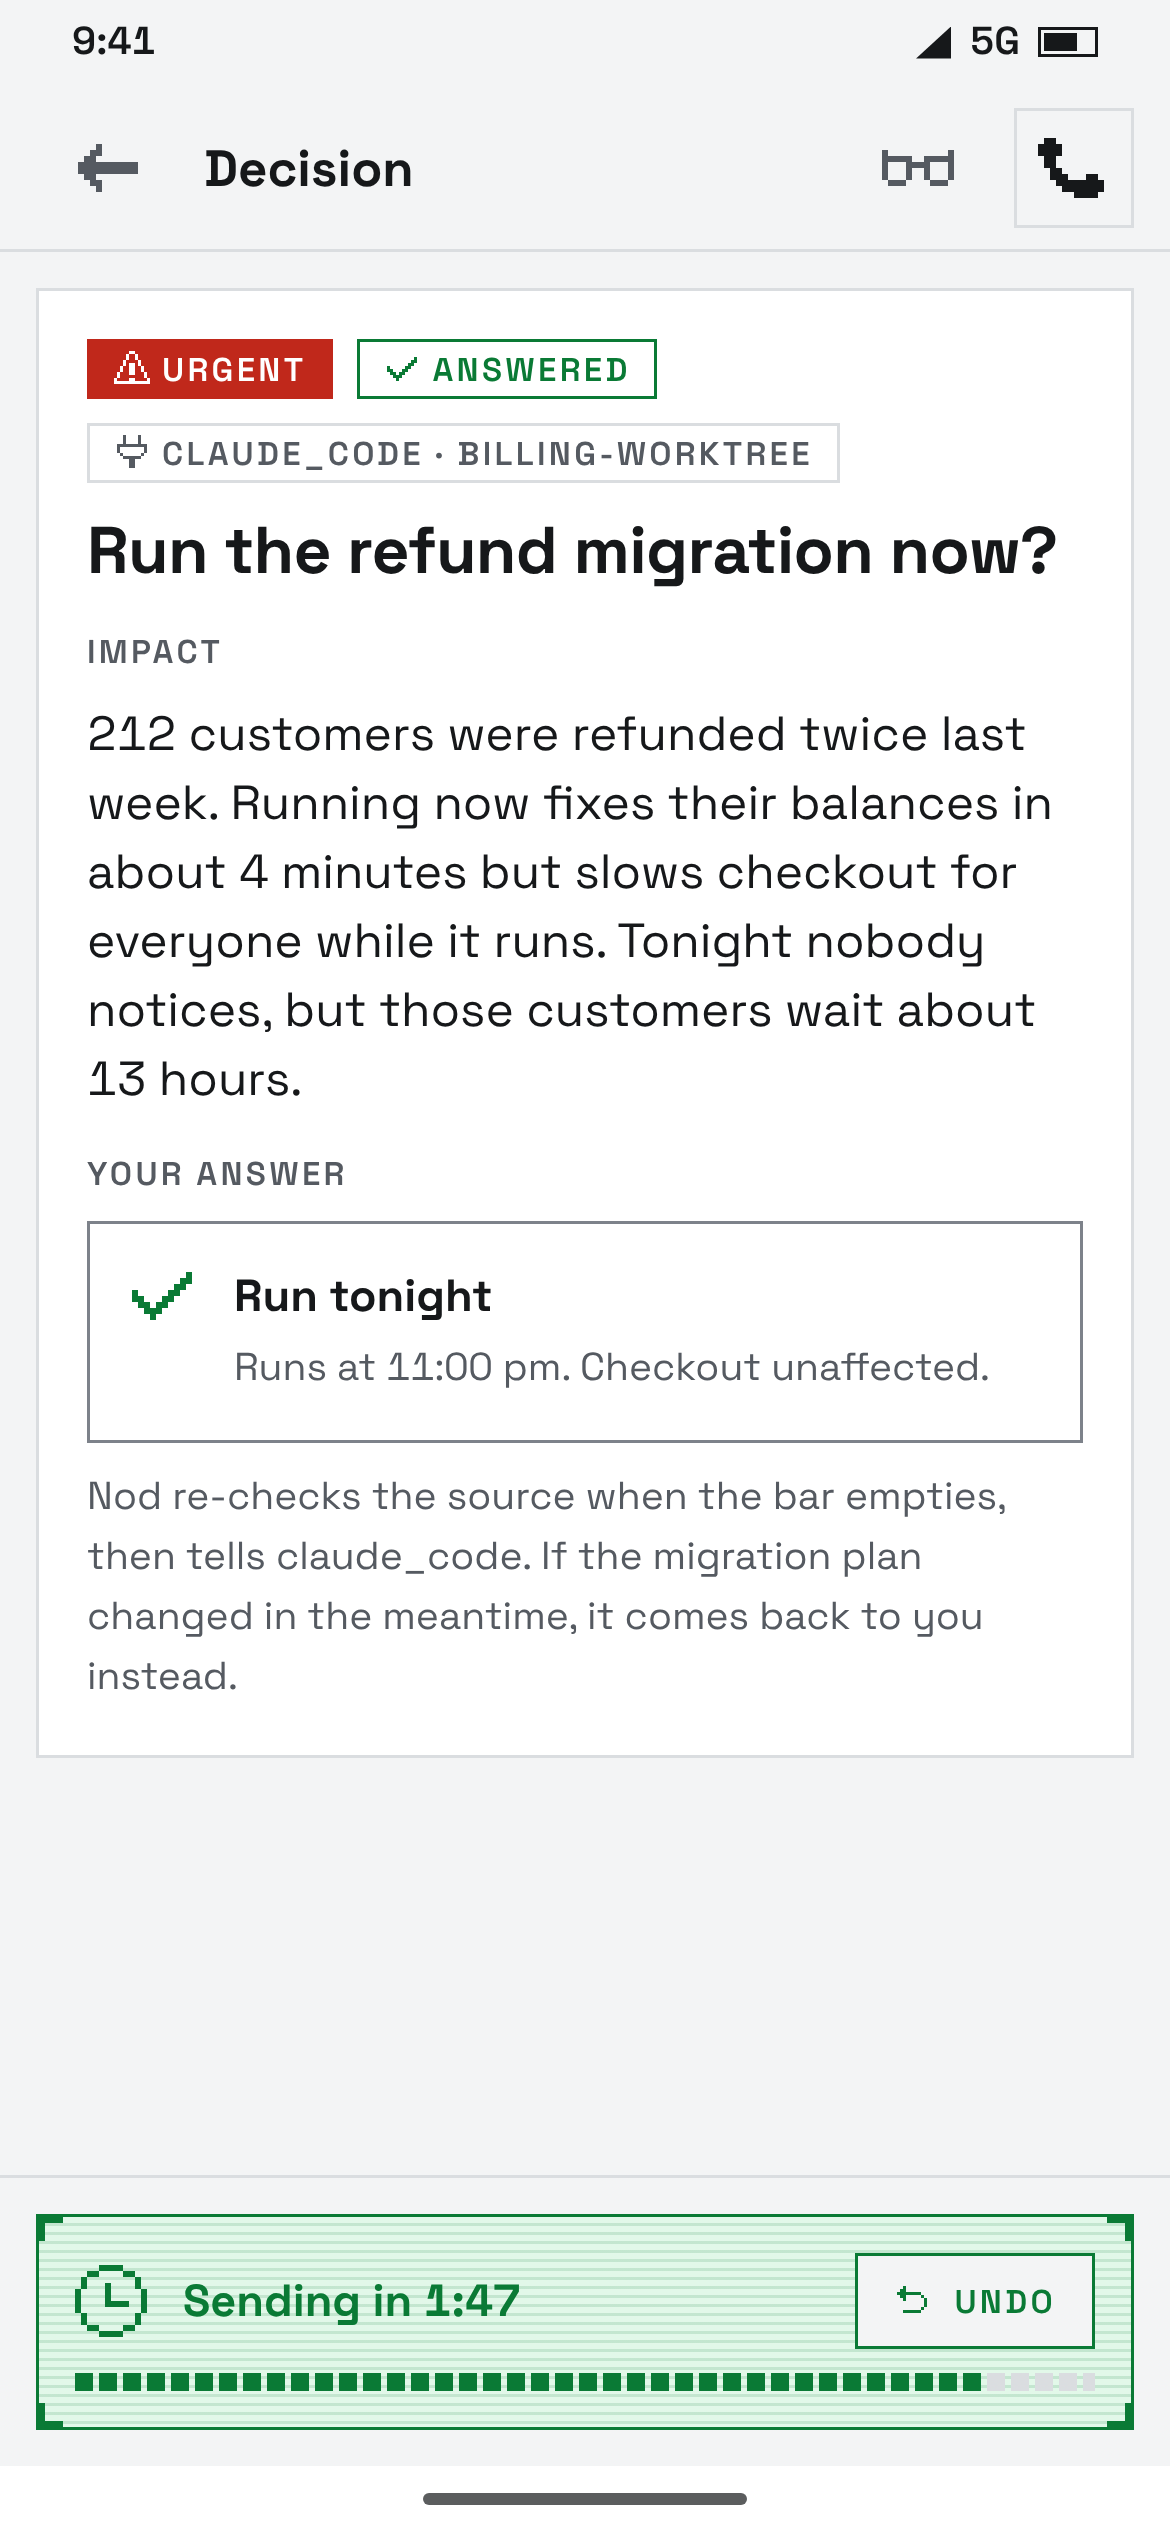 9:41
5G
Decision
URGENT
ANSWERED
CLAUDE_CODE · BILLING-WORKTREE
Run the refund migration now?
IMPACT
212 customers were refunded twice last
week. Running now fixes their balances in
about 4 minutes but slows checkout for
everyone while it runs. Tonight nobody
notices, but those customers wait about
13 hours.
YOUR ANSWER
Run tonight
Runs at 11:00 pm. Checkout unaffected.
Nod re-checks the source when the bar empties,
then tells claude_code. If the migration plan
changed in the meantime, it comes back to you
instead.
Sending in 1:47
UNDO